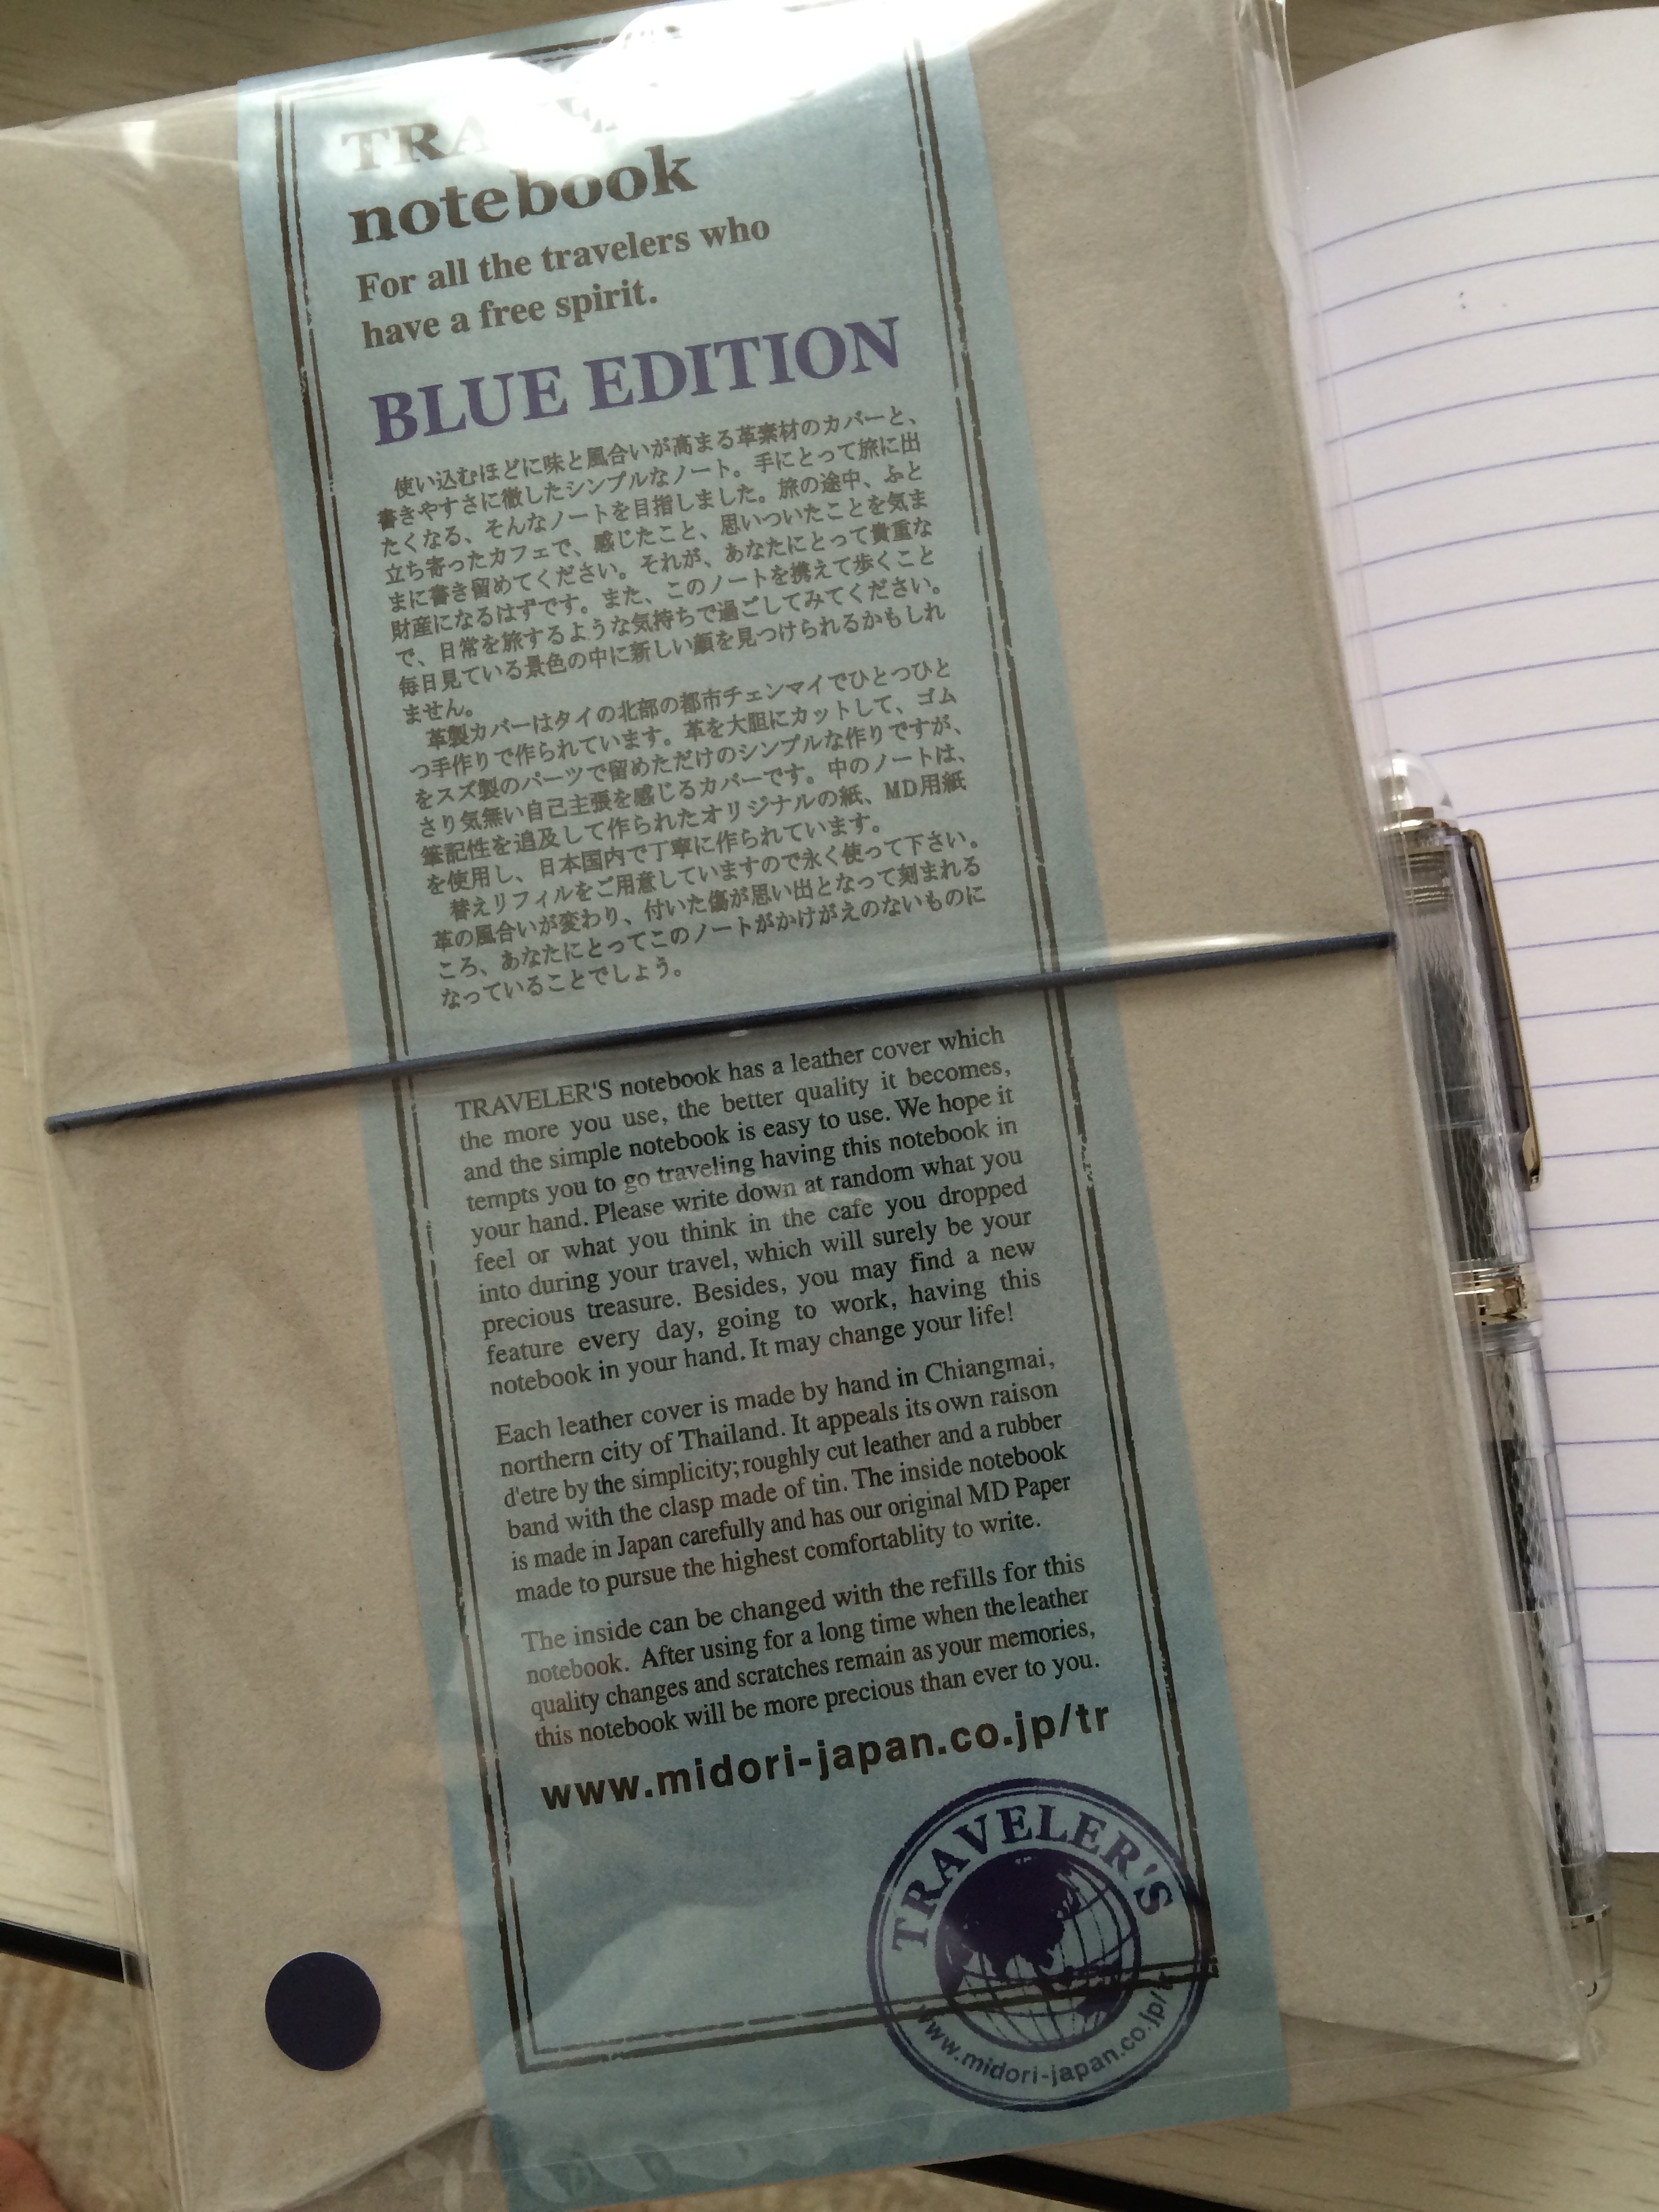 notebook
For all the travelers who
have a free spirit.
BLUE EDITION
使い込むほどに味と風合いが高まる革素材のカバーと、
書きやすさに徹したシンプルなノート。手にとって旅に出
たくなる、そんなノートを目指しました。旅の途中、ふと
立ち寄ったカフェで、感じたこと、思いついたことを気ま
まに書き留めてください。それが、あなたにとって貴重な
財産になるはずです。また、このノートを携えて歩くこと
で、日常を旅するような気持ちで過ごしてみてください。
毎日見ている景色の中に新しい顔を見つけられるかもしれ
ません。
革製カバーはタイの北部の都市チェンマイでひとつひと
つ手作りで作られています。革を大胆にカットして、ゴム
をスズ製のパーツで留めただけのシンプルな作りですが、
さり気無い自己主張を感じるカバーです。中のノートは、
筆記性を追及して作られたオリジナルの紙、MD用紙
を使用し、日本国内で丁寧に作られています。
替えリフィルをご用意していますので永く使って下さい。
革の風合いが変わり、付いた傷が思い出となって刻まれる
ころ、あなたにとってこのノートがかけがえのないものに
なっていることでしょう。
TRAVELER'S notebook has a leather cover which
the more you use, the better quality it becomes,
and the simple notebook is easy to use. We hope it
tempts you to go traveling having this notebook in
your hand. Please write down at random what you
feel or what you think in the cafe you dropped
into during your travel, which will surely be your
precious treasure. Besides, you may find a new
feature every day, going to work, having this
notebook in your hand. It may change your life!
Each leather cover is made by hand in Chiangmai,
northern city of Thailand. It appeals its own raison
d'etre by the simplicity; roughly cut leather and a rubber
band with the clasp made of tin. The inside notebook
is made in Japan carefully and has our original MD Paper
made to pursue the highest comfortablity to write.
The inside can be changed with the refills for this
notebook. After using for a long time when the leather
quality changes and scratches remain as your memories,
this notebook will be more precious than ever to you.
www.midori-japan.co.jp/tr
TRAVELER'S
www.midori-japan.co.jp/tr